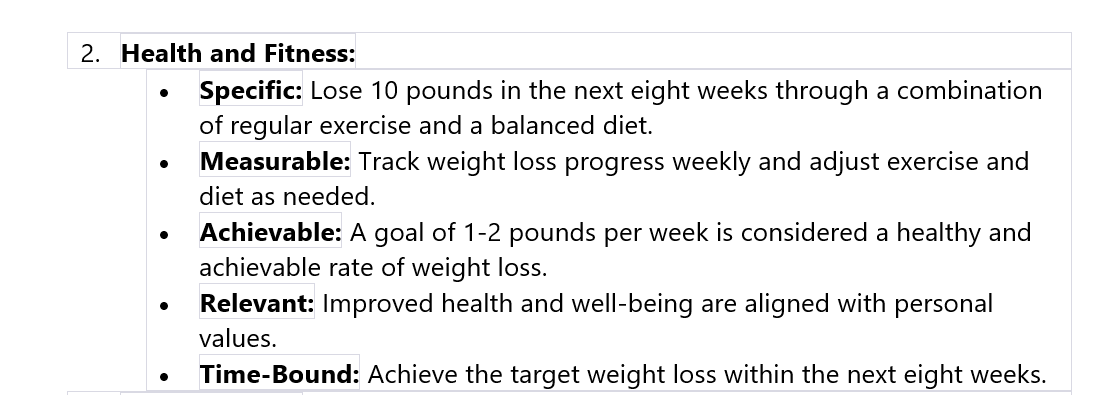 2. Health and Fitness:
• Specific: Lose 10 pounds in the next eight weeks through a combination
of regular exercise and a balanced diet.
• Measurable: Track weight loss progress weekly and adjust exercise and
diet as needed.
• Achievable: A goal of 1-2 pounds per week is considered a healthy and
achievable rate of weight loss.
• Relevant: Improved health and well-being are aligned with personal
values.
• Time-Bound: Achieve the target weight loss within the next eight weeks.